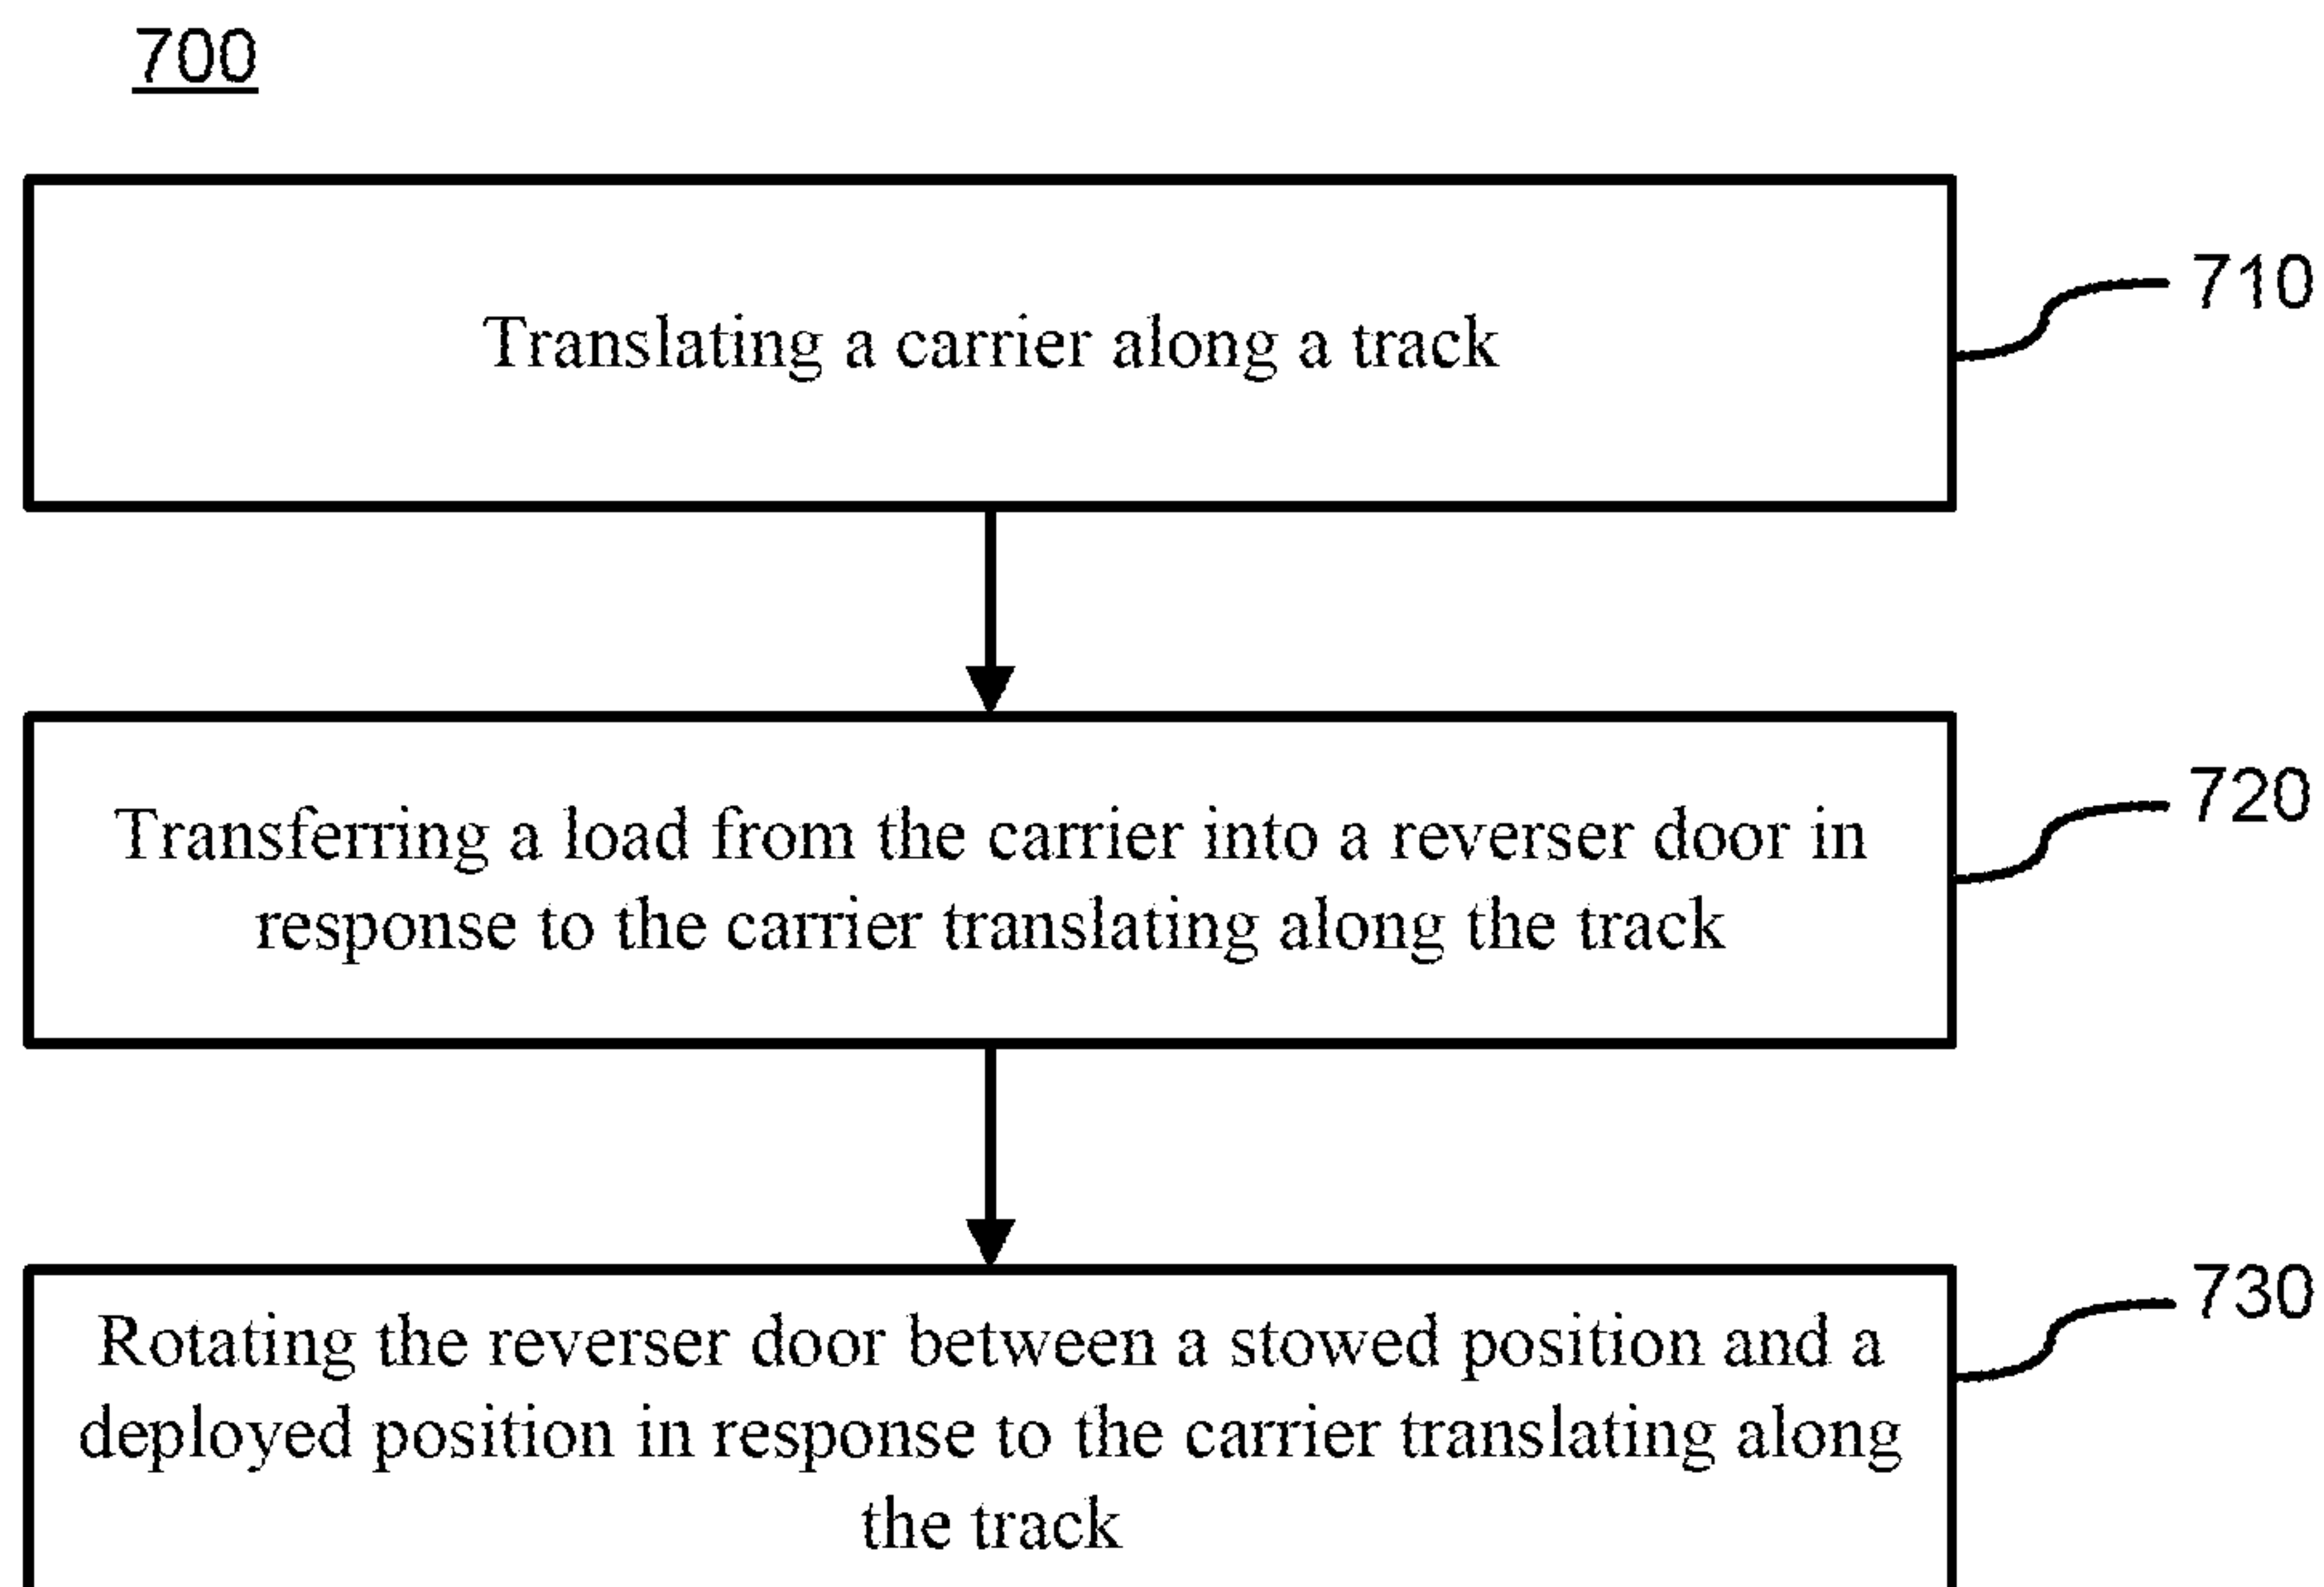 700
Translating a carrier along a track
710
Transferring a load from the carrier into a reverser door in
response to the carrier translating along the track
720
Rotating the reverser door between a stowed position and a
deployed position in response to the carrier translating along
the track
730